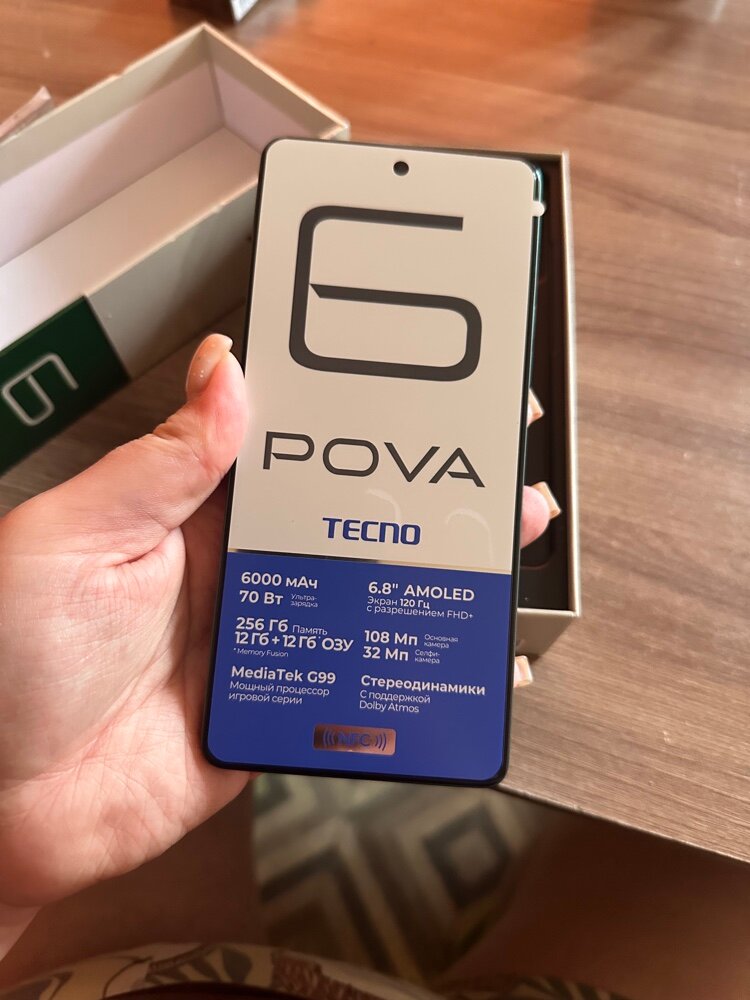 6
6
POVA
TECNO
6000 мАч
70 Вт Ультра-
зарядка
256 Гб Память
12 Гб + 12 Гб ОЗУ
* Memory Fusion
MediaTek G99
Мощный процессор
игровой серии
6.8" AMOLED
Экран 120 Гц
с разрешением FHD+
108 Мп Основная
камера
32 Мп Селфи-
камера
Стереодинамики
С поддержкой
Dolby Atmos
NFC